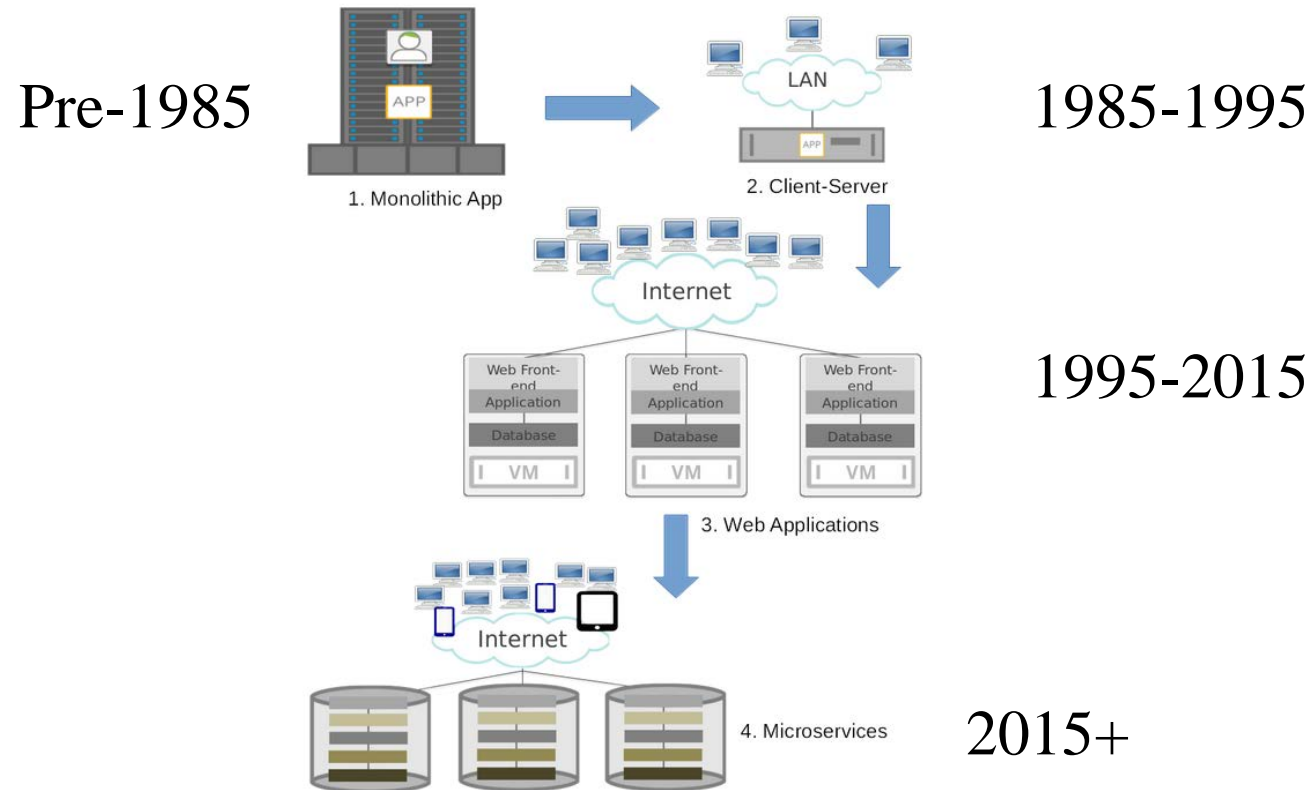 Pre-1985
APP
1. Monolithic App
LAN
APP
2. Client-Server
1985-1995
Internet
Web Front-
end
Application
Database
VM
Web Front-
end
Application
Database
VM
Web Front-
end
Application
Database
VM
3. Web Applications
1995-2015
Internet
4. Microservices
2015+